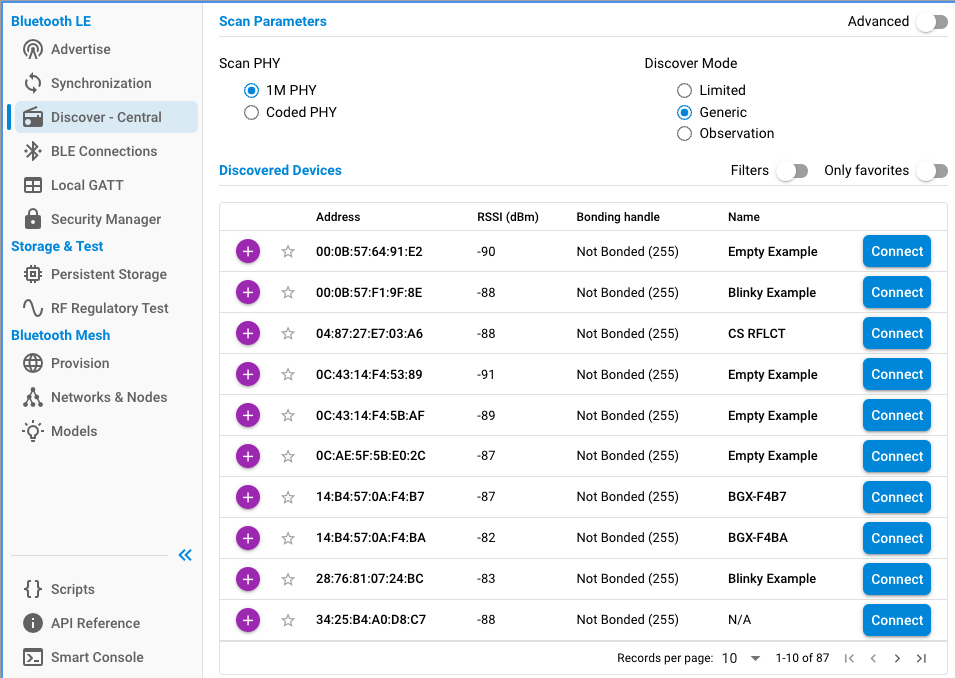 Bluetooth LE
Advertise
Synchronization
Discover - Central
BLE Connections
Local GATT
Security Manager
Storage & Test
Persistent Storage
RF Regulatory Test
Bluetooth Mesh
Provision
Networks & Nodes
Models
Scripts
API Reference
Smart Console
Scan Parameters Advanced
Scan PHY
1M PHY
Coded PHY
Discover Mode
Limited
Generic
Observation
Discovered Devices Filters Only favorites
Address RSSI (dBm) Bonding handle Name
00:0B:57:64:91:E2 -90 Not Bonded (255) Empty Example Connect
00:0B:57:F1:9F:8E -88 Not Bonded (255) Blinky Example Connect
04:87:27:E7:03:A6 -88 Not Bonded (255) CS RFLCT Connect
0C:43:14:F4:53:89 -91 Not Bonded (255) Empty Example Connect
0C:43:14:F4:5B:AF -89 Not Bonded (255) Empty Example Connect
0C:AE:5F:5B:E0:2C -87 Not Bonded (255) Empty Example Connect
14:B4:57:0A:F4:B7 -87 Not Bonded (255) BGX-F4B7 Connect
14:B4:57:0A:F4:BA -82 Not Bonded (255) BGX-F4BA Connect
28:76:81:07:24:BC -83 Not Bonded (255) Blinky Example Connect
34:25:B4:A0:D8:C7 -88 Not Bonded (255) N/A Connect
Records per page: 10 1-10 of 87